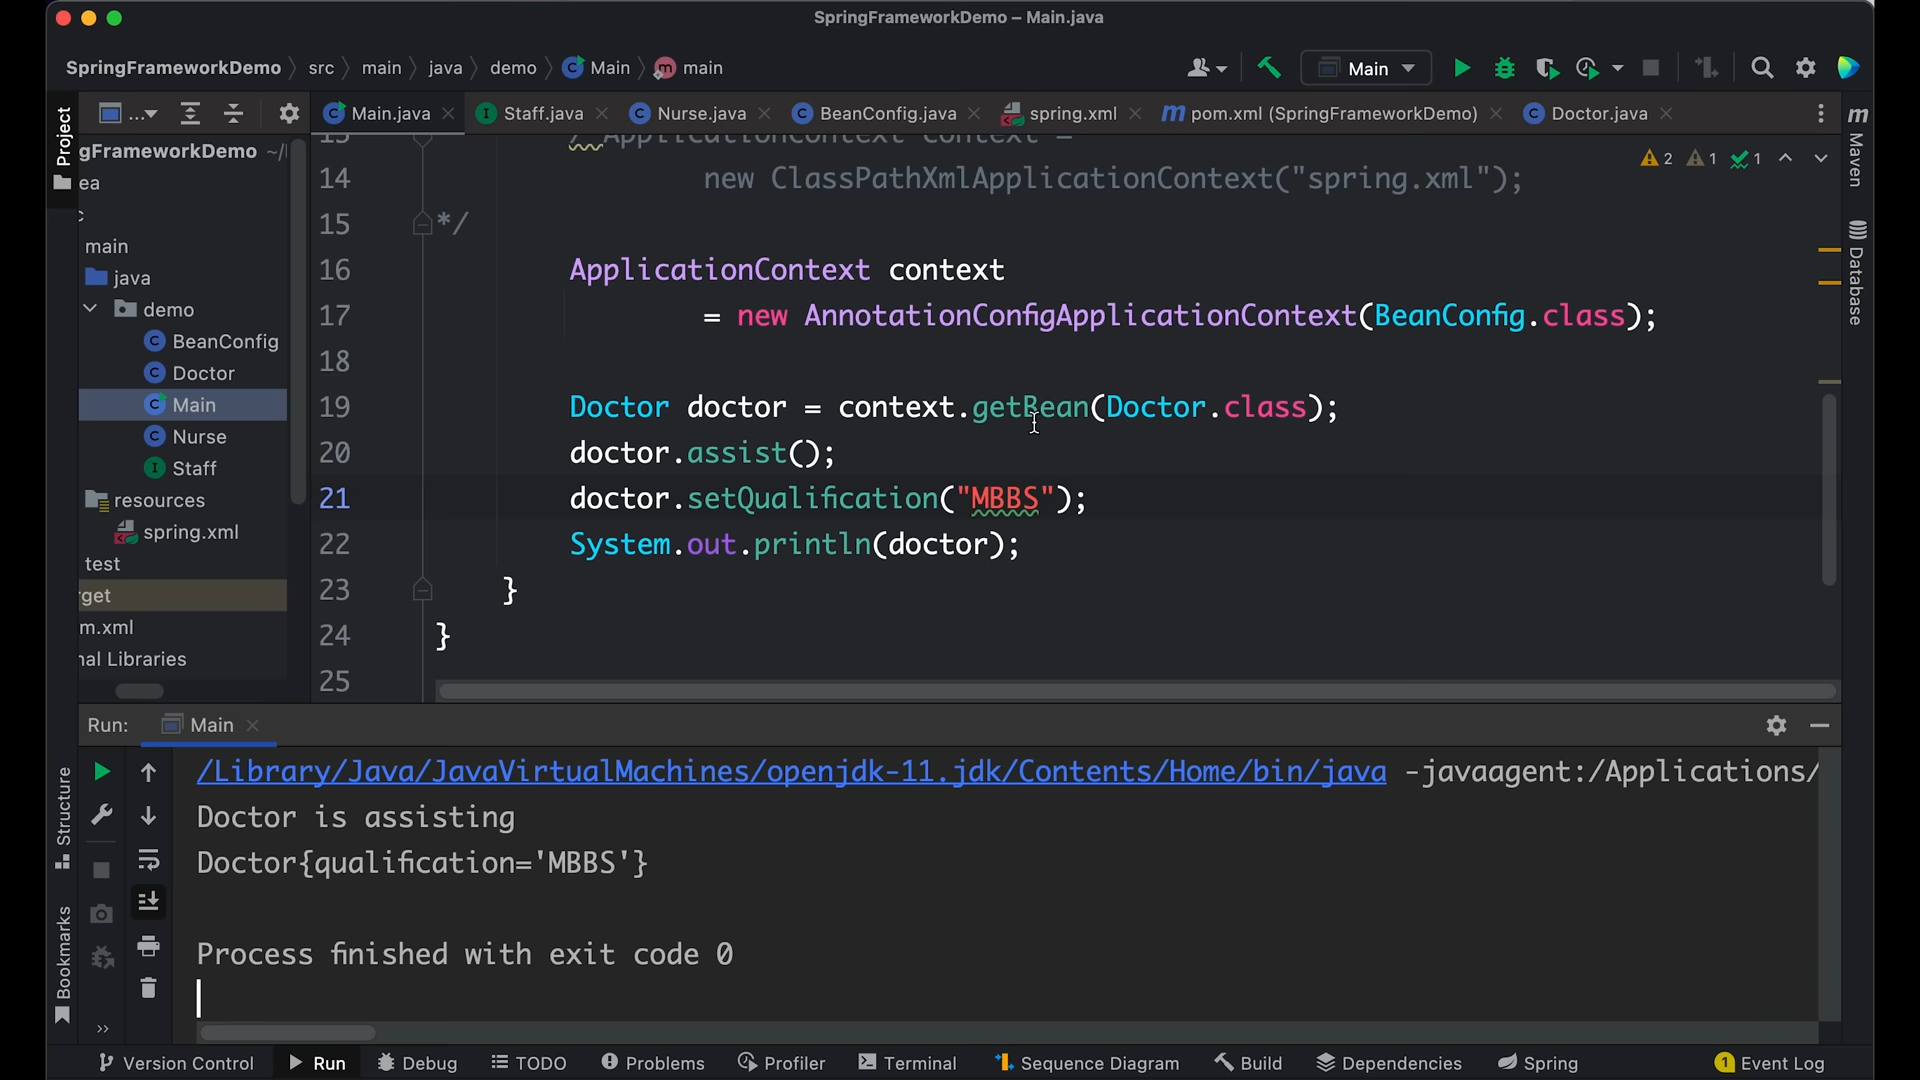 SpringFrameworkDemo – Main.java
SpringFrameworkDemo src main java demo Main main
Main
Project
...
Main.java Staff.java Nurse.java BeanConfig.java spring.xml pom.xml (SpringFrameworkDemo) Doctor.java
Maven
Database
gFrameworkDemo ~/
ea
main
java
demo
BeanConfig
Doctor
Main
Nurse
Staff
resources
spring.xml
test
rget
m.xml
nal Libraries
2 1 1
13 ApplicationContext context =
14 new ClassPathXmlApplicationContext("spring.xml");
15 */
16 ApplicationContext context
17 = new AnnotationConfigApplicationContext(BeanConfig.class);
18
19 Doctor doctor = context.getBean(Doctor.class);
20 doctor.assist();
21 doctor.setQualification("MBBS");
22 System.out.println(doctor);
23 }
24 }
25
Run: Main
Structure
Bookmarks
/Library/Java/JavaVirtualMachines/openjdk-11.jdk/Contents/Home/bin/java -javaagent:/Applications/
Doctor is assisting
Doctor{qualification='MBBS'}
Process finished with exit code 0
Version Control Run Debug TODO Problems Profiler Terminal Sequence Diagram Build Dependencies Spring 1 Event Log